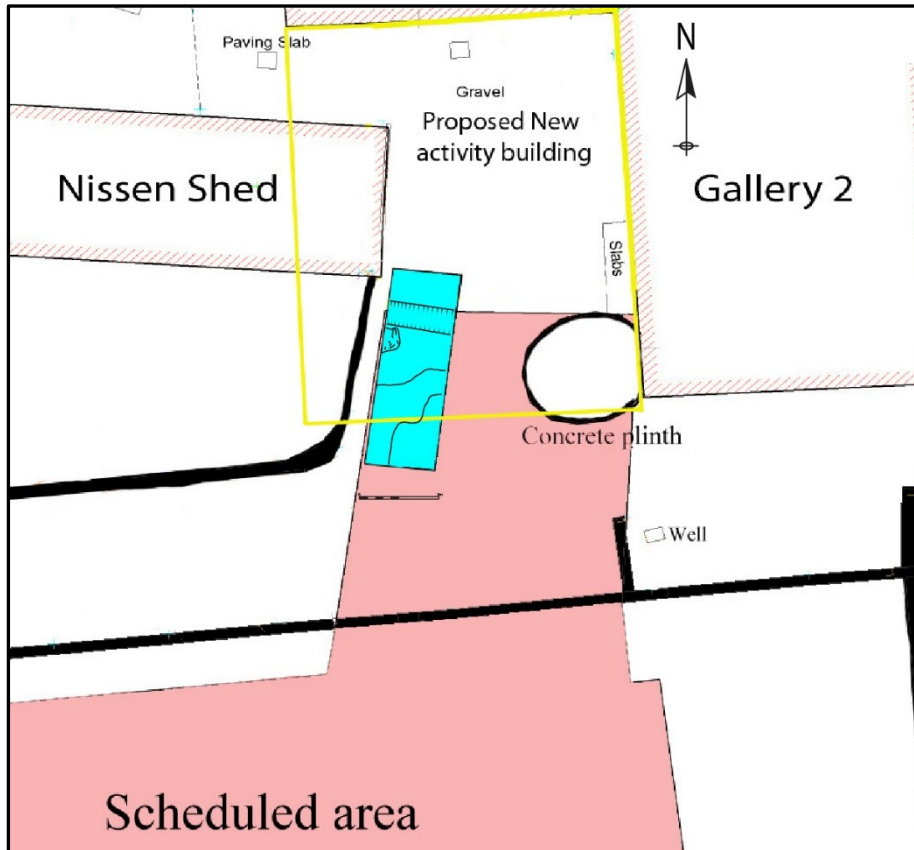 Paving Slab
N
Gravel
Proposed New
activity building
Nissen Shed
Gallery 2
Slabs
Concrete plinth
Well
Scheduled area